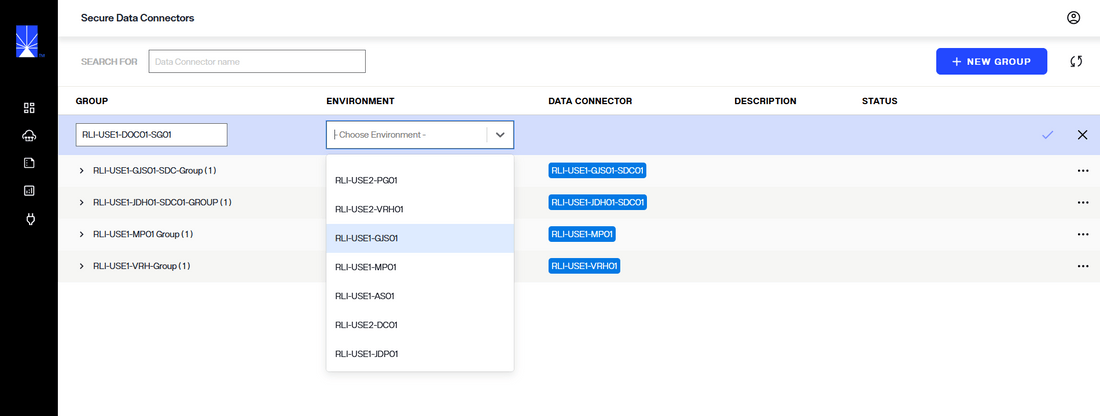 Secure Data Connectors
SEARCH FOR Data Connector name + NEW GROUP
GROUP ENVIRONMENT DATA CONNECTOR DESCRIPTION STATUS
RLI-USE1-DOC01-SG01 - Choose Environment -
RLI-USE1-GJS01-SDC-Group (1) RLI-USE1-GJS01-SDC01
RLI-USE2-PG01
RLI-USE1-JDH01-SDC01-GROUP (1) RLI-USE1-JDH01-SDC01
RLI-USE2-VRH01
RLI-USE1-MP01 Group (1) RLI-USE1-GJS01 RLI-USE1-MP01
RLI-USE1-VRH-Group (1) RLI-USE1-MP01 RLI-USE1-VRH01
RLI-USE1-AS01
RLI-USE2-DC01
RLI-USE1-JDP01